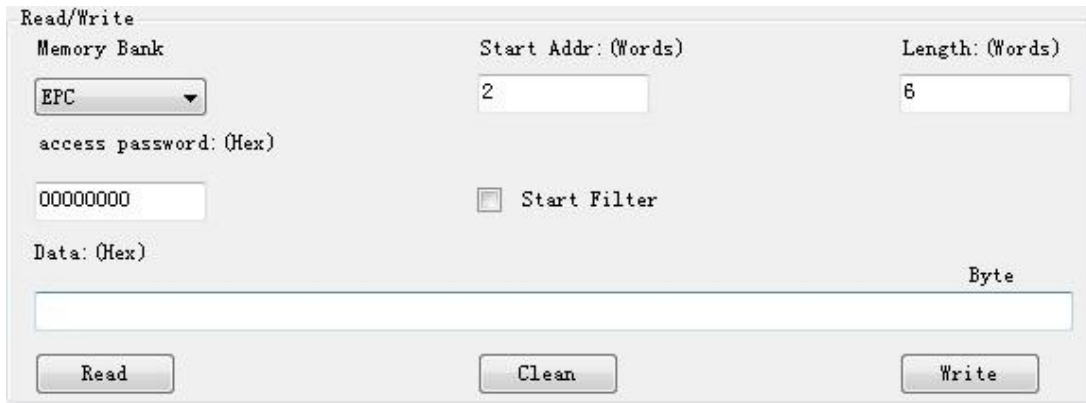 Read/Write
Memory Bank Start Addr:(Words) Length:(Words)
EPC 2 6
access password:(Hex)
00000000 Start Filter
Data:(Hex)
Byte
Read Clean Write